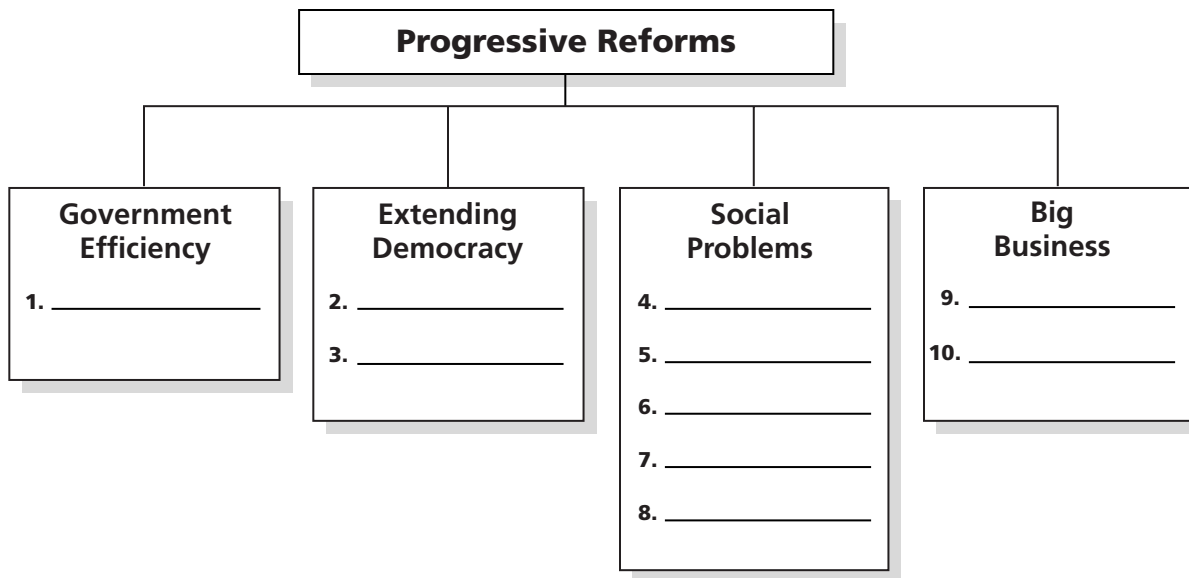 Progressive Reforms
Government
Efficiency
1.
Extending
Democracy
2.
3.
Social
Problems
4.
5.
6.
7.
8.
Big
Business
9.
10.